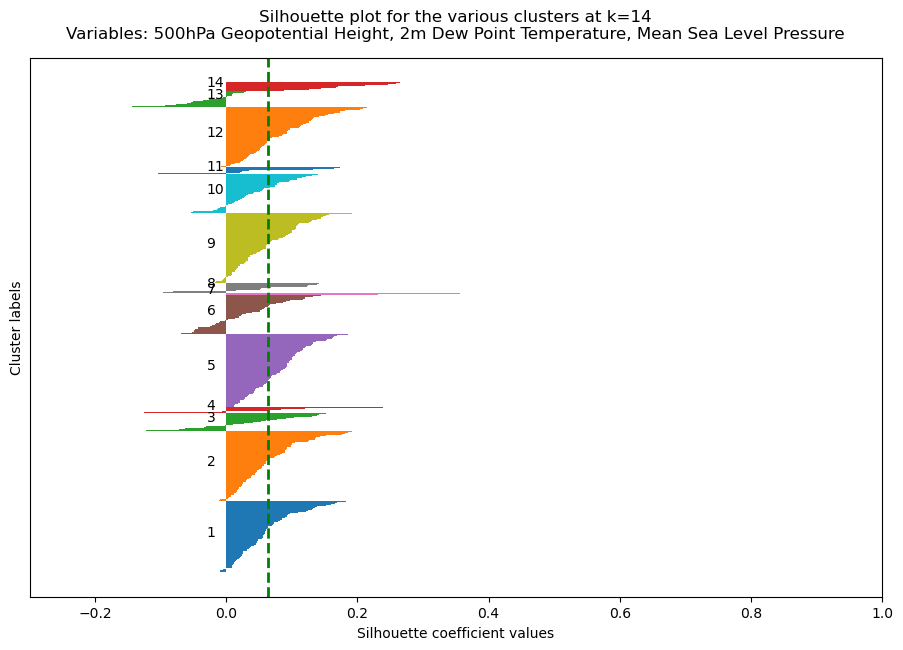 Silhouette plot for the various clusters at k=14
Variables: 500hPa Geopotential Height, 2m Dew Point Temperature, Mean Sea Level Pressure
Cluster labels
14
13
12
11
10
9
8
7
6
5
4
3
2
1
−0.2 0.0 0.2 0.4 0.6 0.8 1.0
Silhouette coefficient values